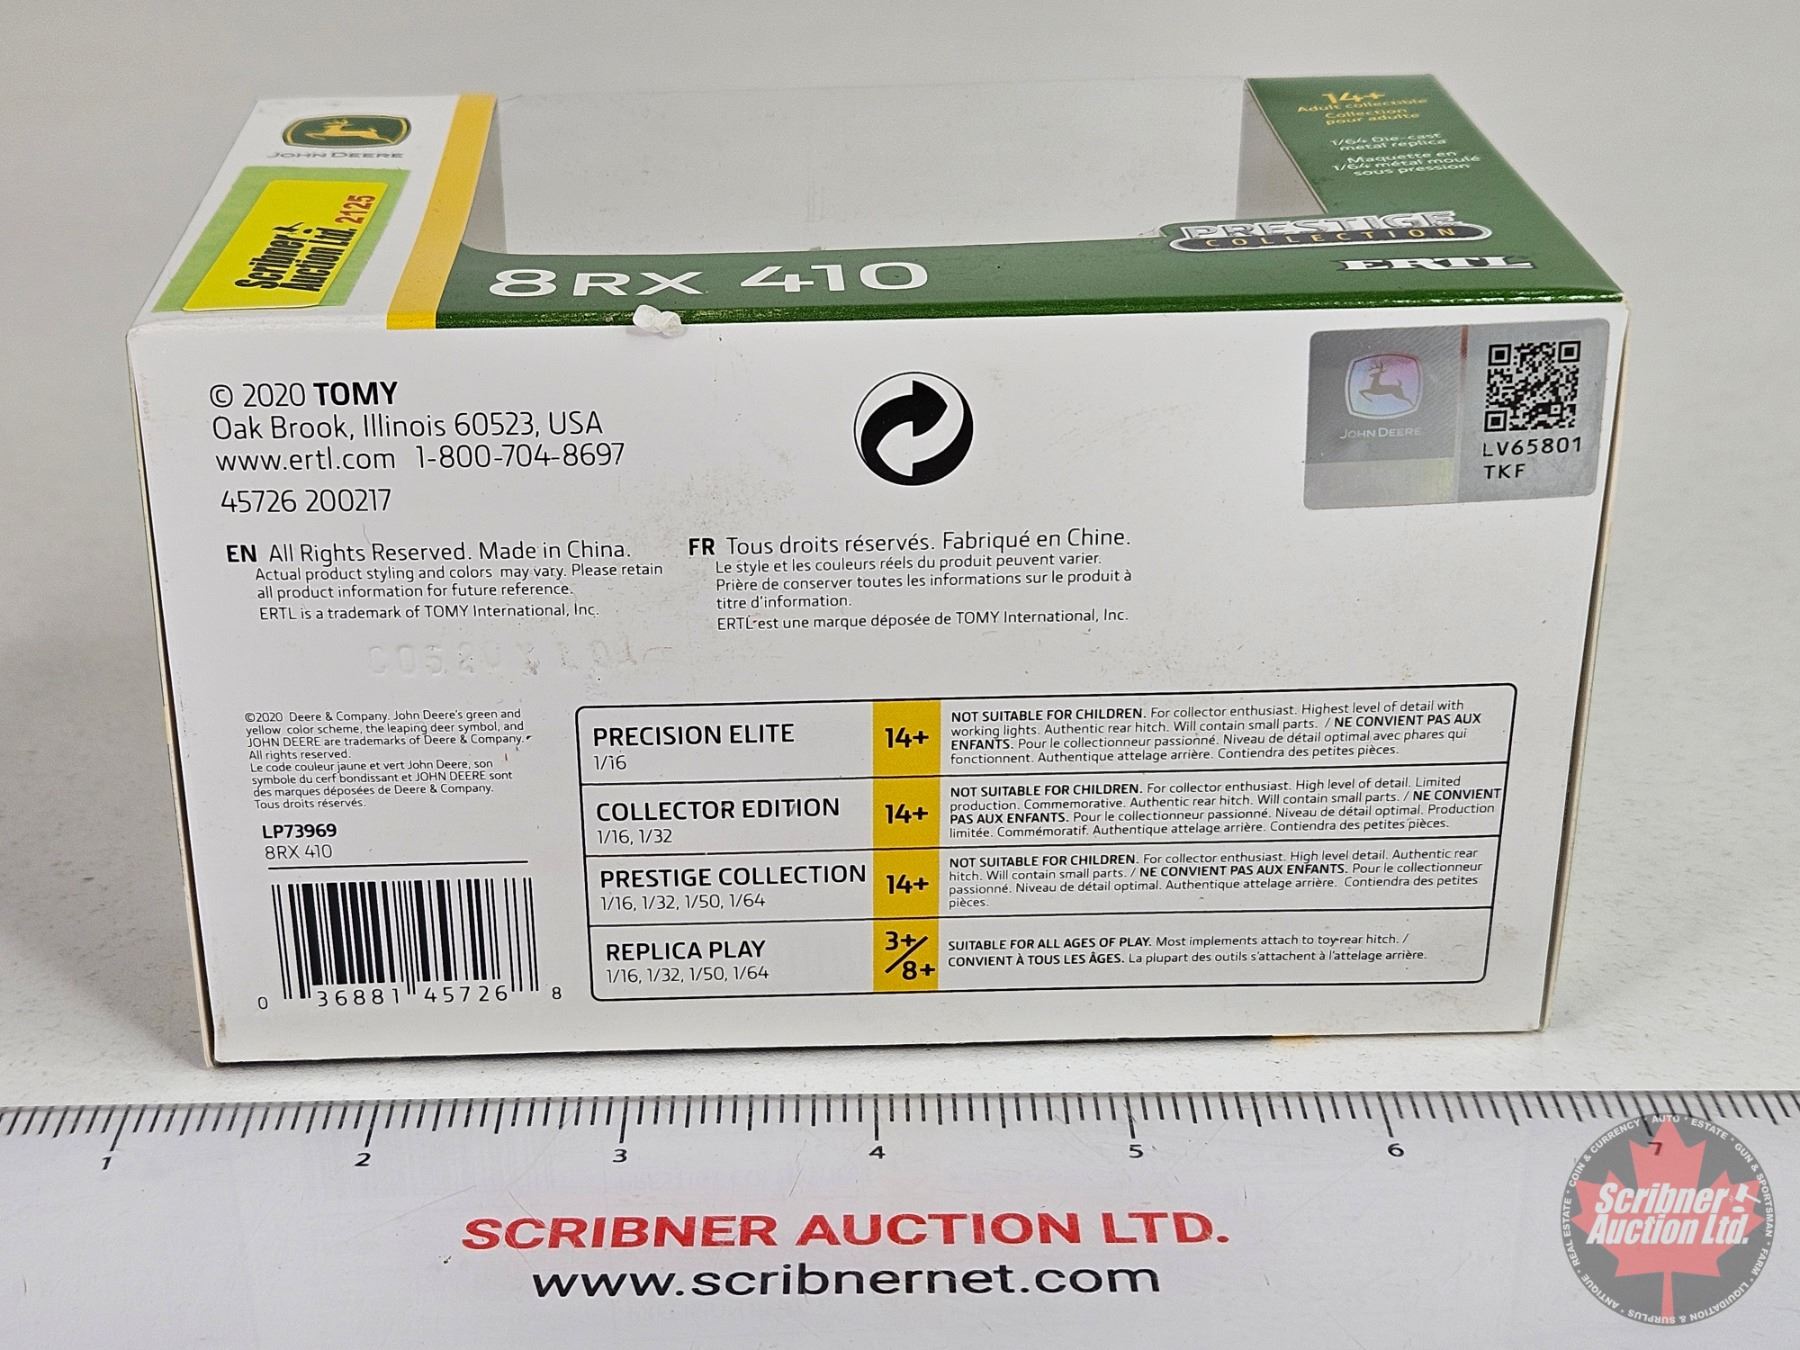 JOHN DEERE
Scribner
Auction Ltd. 2125
14+
Adult collectible
Collection
pour adulte
1/64 Die-cast
metal replica
Maquette en
1/64 métal moulé
sous pression
PRESTIGE
COLLECTION
ERTL
8RX 410
© 2020 TOMY
Oak Brook, Illinois 60523, USA
www.ertl.com 1-800-704-8697
45726 200217
JOHN DEERE
LV65801
TKF
EN All Rights Reserved. Made in China.
Actual product styling and colors may vary. Please retain
all product information for future reference.
ERTL is a trademark of TOMY International, Inc.
FR Tous droits réservés. Fabriqué en Chine.
Le style et les couleurs réels du produit peuvent varier.
Prière de conserver toutes les informations sur le produit à
titre d'information.
ERTL est une marque déposée de TOMY International, Inc.
©2020 Deere & Company. John Deere's green and
yellow color scheme, the leaping deer symbol, and
JOHN DEERE are trademarks of Deere & Company.
All rights reserved.
Le code couleur jaune et vert John Deere, son
symbole du cerf bondissant et JOHN DEERE sont
des marques déposées de Deere & Company.
Tous droits réservés.
LP73969
8RX 410
0 36881 45726 8
PRECISION ELITE
1/16
14+
NOT SUITABLE FOR CHILDREN. For collector enthusiast. Highest level of detail with
working lights. Authentic rear hitch. Will contain small parts. / NE CONVIENT PAS AUX
ENFANTS. Pour le collectionneur passionné. Niveau de détail optimal avec phares qui
fonctionnent. Authentique attelage arrière. Contiendra des petites pièces.
COLLECTOR EDITION
1/16, 1/32
14+
NOT SUITABLE FOR CHILDREN. For collector enthusiast. High level of detail. Limited
production. Commemorative. Authentic rear hitch. Will contain small parts. / NE CONVIENT
PAS AUX ENFANTS. Pour le collectionneur passionné. Niveau de détail optimal. Production
limitée. Commémoratif. Authentique attelage arrière. Contiendra des petites pièces.
PRESTIGE COLLECTION
1/16, 1/32, 1/50, 1/64
14+
NOT SUITABLE FOR CHILDREN. For collector enthusiast. High level detail. Authentic rear
hitch. Will contain small parts. / NE CONVIENT PAS AUX ENFANTS. Pour le collectionneur
passionné. Niveau de détail optimal. Authentique attelage arrière. Contiendra des petites
pièces.
REPLICA PLAY
1/16, 1/32, 1/50, 1/64
3+/8+
SUITABLE FOR ALL AGES OF PLAY. Most implements attach to toy rear hitch. /
CONVIENT À TOUS LES ÂGES. La plupart des outils s'attachent à l'attelage arrière.
1 2 3 4 5 6 7
SCRIBNER AUCTION LTD.
www.scribnernet.com
Scribner
Auction Ltd.
COIN & CURRENCY · AUTO · ESTATE · GUN & SPORTSMAN · FARM · LIQUIDATION & SURPLUS · ANTIQUE · REAL ESTATE